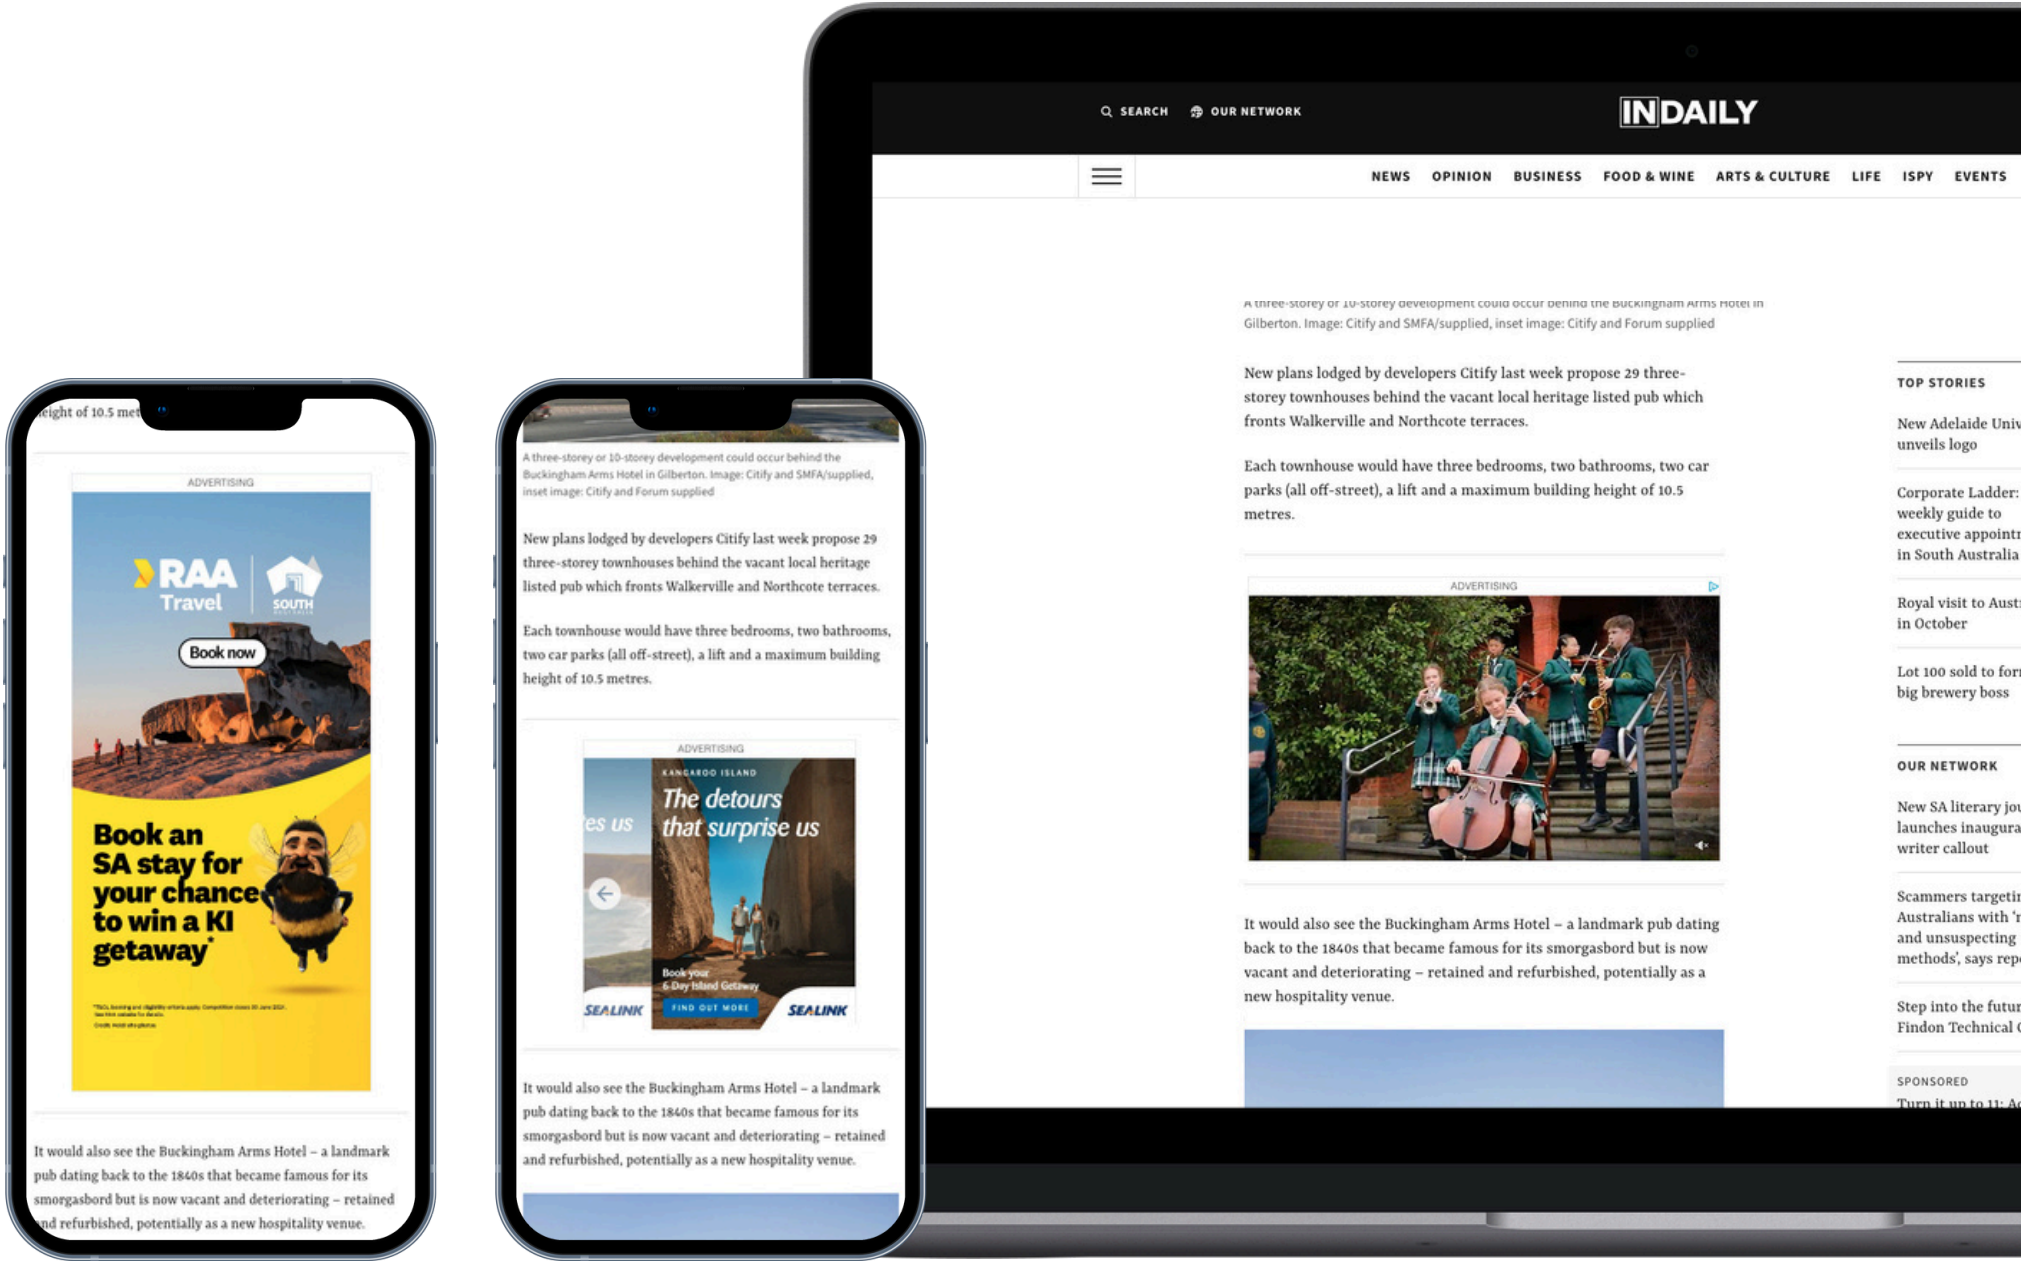 eight of 10.5 met
ADVERTISING
RAA
Travel
SOUTH
AUSTRALIA
Book now
Book an
SA stay for
your chance
to win a KI
getaway*
It would also see the Buckingham Arms Hotel – a landmark
pub dating back to the 1840s that became famous for its
smorgasbord but is now vacant and deteriorating – retained
and refurbished, potentially as a new hospitality venue.
A three-storey or 10-storey development could occur behind the
Buckingham Arms Hotel in Gilberton. Image: Citify and SMFA/supplied,
inset image: Citify and Forum supplied
New plans lodged by developers Citify last week propose 29
three-storey townhouses behind the vacant local heritage
listed pub which fronts Walkerville and Northcote terraces.
Each townhouse would have three bedrooms, two bathrooms,
two car parks (all off-street), a lift and a maximum building
height of 10.5 metres.
ADVERTISING
es us
SEALINK
KANGAROO ISLAND
The detours
that surprise us
Book your
6-Day Island Getaway
FIND OUT MORE
SEALINK
It would also see the Buckingham Arms Hotel – a landmark
pub dating back to the 1840s that became famous for its
smorgasbord but is now vacant and deteriorating – retained
and refurbished, potentially as a new hospitality venue.
SEARCH OUR NETWORK
INDAILY
NEWS OPINION BUSINESS FOOD & WINE ARTS & CULTURE LIFE ISPY EVENTS
A three-storey or 10-storey development could occur behind the Buckingham Arms Hotel in
Gilberton. Image: Citify and SMFA/supplied, inset image: Citify and Forum supplied
New plans lodged by developers Citify last week propose 29 three-
storey townhouses behind the vacant local heritage listed pub which
fronts Walkerville and Northcote terraces.
Each townhouse would have three bedrooms, two bathrooms, two car
parks (all off-street), a lift and a maximum building height of 10.5
metres.
ADVERTISING
It would also see the Buckingham Arms Hotel – a landmark pub dating
back to the 1840s that became famous for its smorgasbord but is now
vacant and deteriorating – retained and refurbished, potentially as a
new hospitality venue.
TOP STORIES
New Adelaide Univ
unveils logo
Corporate Ladder:
weekly guide to
executive appoint
in South Australia
Royal visit to Aust
in October
Lot 100 sold to for
big brewery boss
OUR NETWORK
New SA literary jou
launches inaugura
writer callout
Scammers targetin
Australians with ‘
and unsuspecting
methods’, says rep
Step into the futur
Findon Technical
SPONSORED
Turn it up to 11: